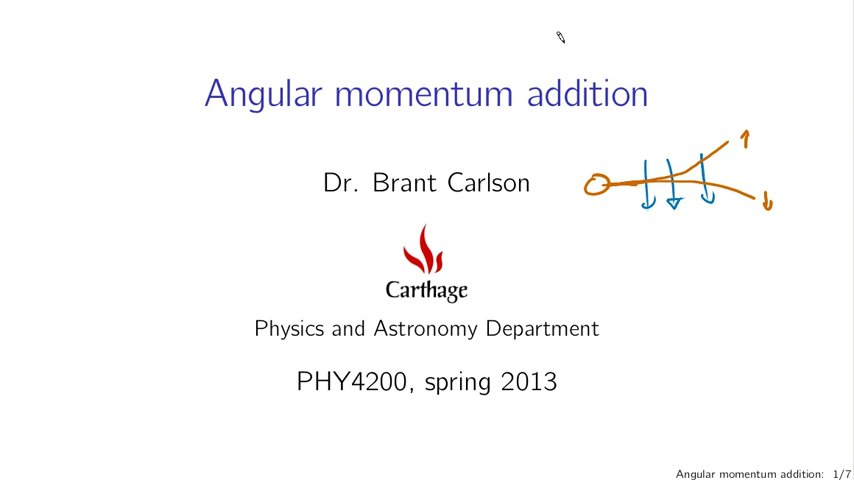 Angular momentum addition
Dr. Brant Carlson
Carthage
Physics and Astronomy Department
PHY4200, spring 2013
Angular momentum addition: 1/7